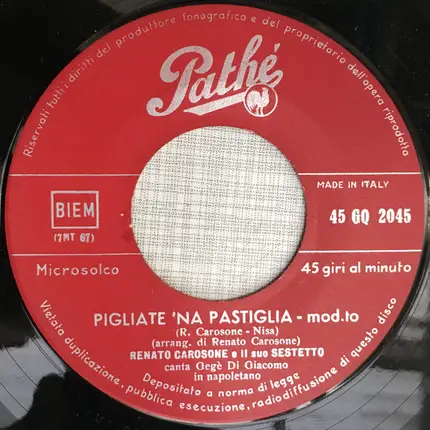 Riservati tutti i diritti del produttore fonografico e del proprietario dell'opera riprodotta
Pathé
MADE IN ITALY
BIEM
(7MT 67)
45 GQ 2045
Microsolco
45 giri al minuto
PIGLIATE 'NA PASTIGLIA - mod.to
(R. Carosone - Nisa)
(arrang. di Renato Carosone)
RENATO CAROSONE e il suo SESTETTO
canta Gegè Di Giacomo
in napoletano
Depositato a norma di legge
Vietata duplicazione, pubblica esecuzione, radiodiffusione di questo disco